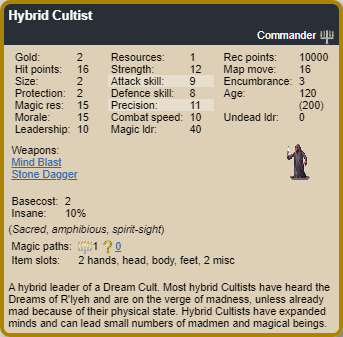 Hybrid Cultist
Commander
Gold: 2 Resources: 1 Rec points: 10000
Hit points: 16 Strength: 12 Map move: 16
Size: 2 Attack skill: 9 Encumbrance: 3
Protection: 2 Defence skill: 8 Age: 120
Magic res: 15 Precision: 11 (200)
Morale: 15 Combat speed: 10 Undead ldr: 0
Leadership: 10 Magic ldr: 40
Weapons:
Mind Blast
Stone Dagger
Basecost: 2
Insane: 10%
(Sacred, amphibious, spirit-sight)
Magic paths: 1 ? 0
Item slots: 2 hands, head, body, feet, 2 misc
A hybrid leader of a Dream Cult. Most hybrid Cultists have heard the
Dreams of R'lyeh and are on the verge of madness, unless already
mad because of their physical state. Hybrid Cultists have expanded
minds and can lead small numbers of madmen and magical beings.